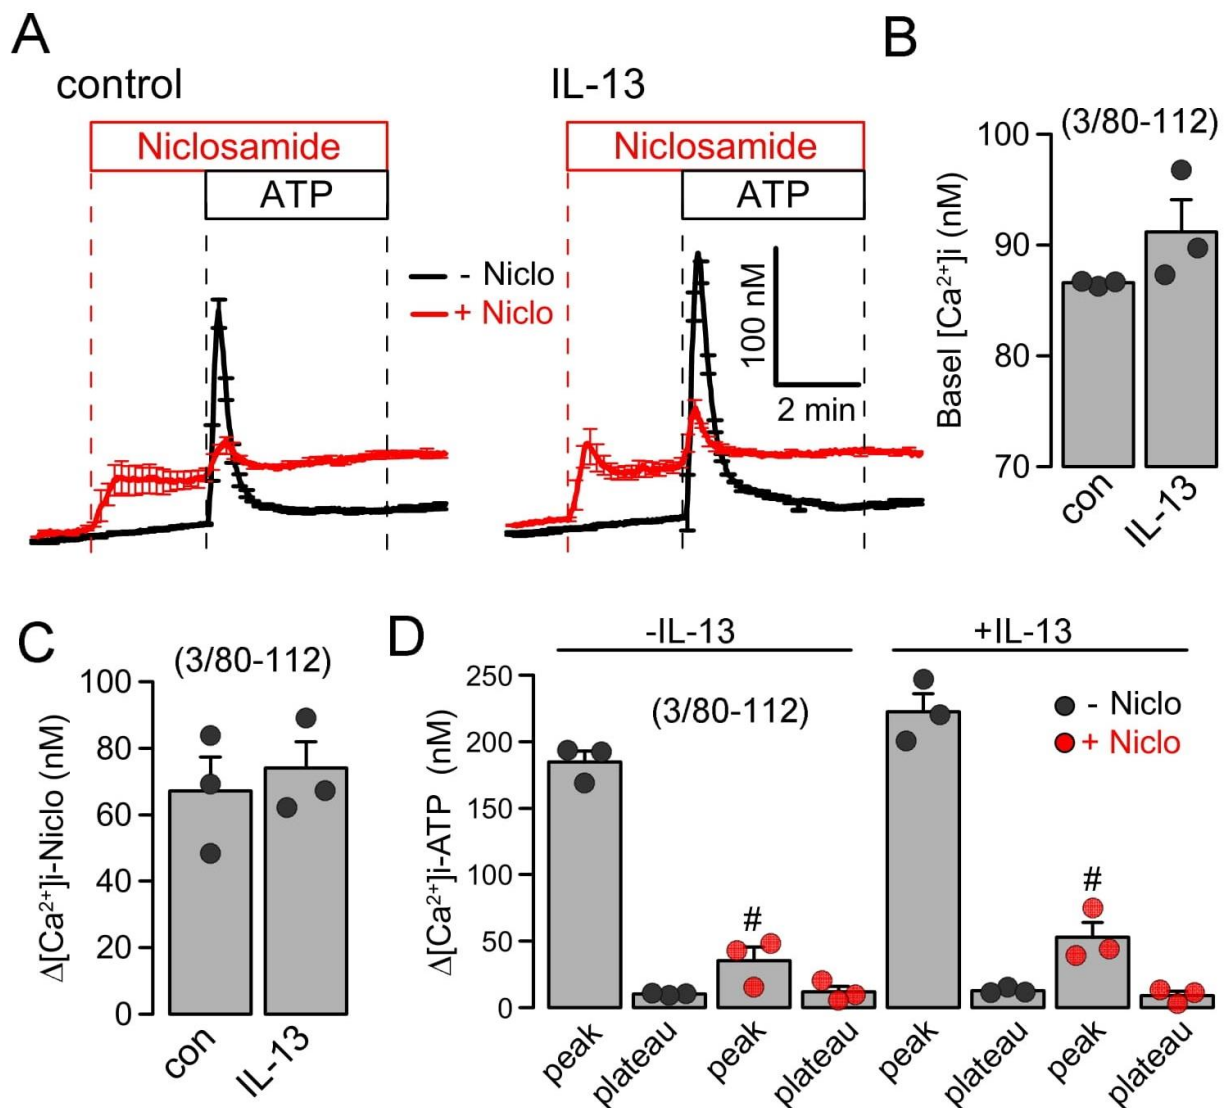 A
control
IL-13
Niclosamide
ATP
Niclosamide
ATP
- Niclo
+ Niclo
100 nM
2 min
B
(3/80-112)
Basel [Ca²⁺]i (nM)
100
90
80
70
con
IL-13
C
(3/80-112)
Δ[Ca²⁺]i-Niclo (nM)
100
80
60
40
20
0
con
IL-13
D
-IL-13
+IL-13
(3/80-112)
- Niclo
+ Niclo
Δ[Ca²⁺]i-ATP (nM)
250
200
150
100
50
0
#
#
peak
plateau
peak
plateau
peak
plateau
peak
plateau